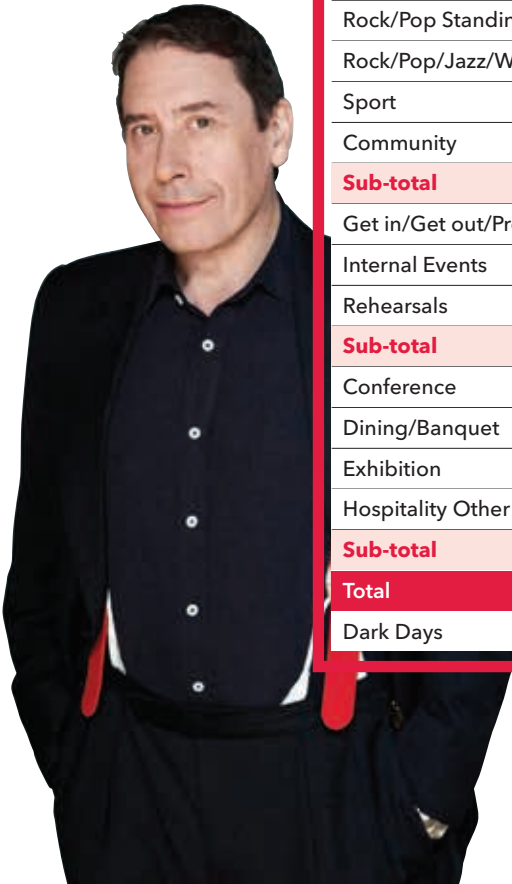 Rock/Pop Standin
Rock/Pop/Jazz/W
Sport
Community
Sub-total
Get in/Get out/Pr
Internal Events
Rehearsals
Sub-total
Conference
Dining/Banquet
Exhibition
Hospitality Other
Sub-total
Total
Dark Days